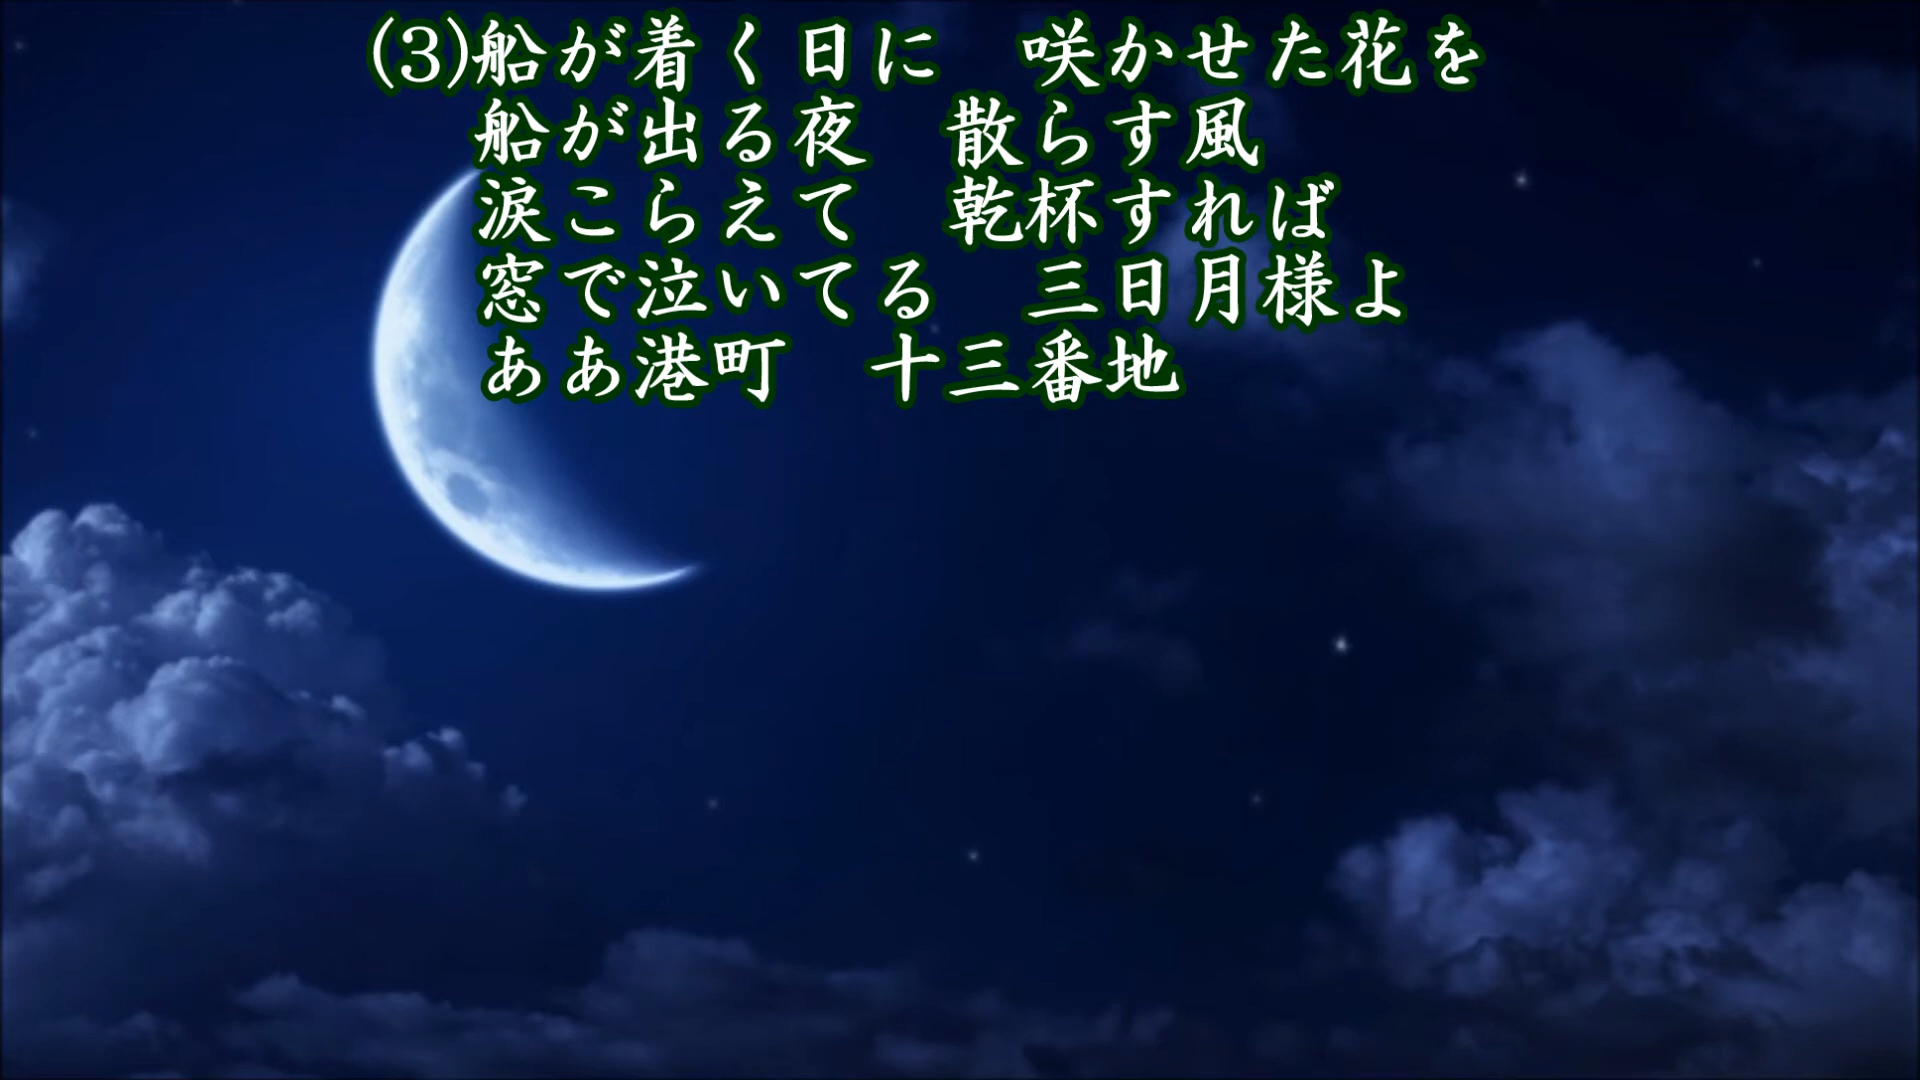 (3)船が着く日に　咲かせた花を
船が出る夜　散らす風
涙こらえて　乾杯すれば
窓で泣いてる　三日月様よ
ああ港町　十三番地